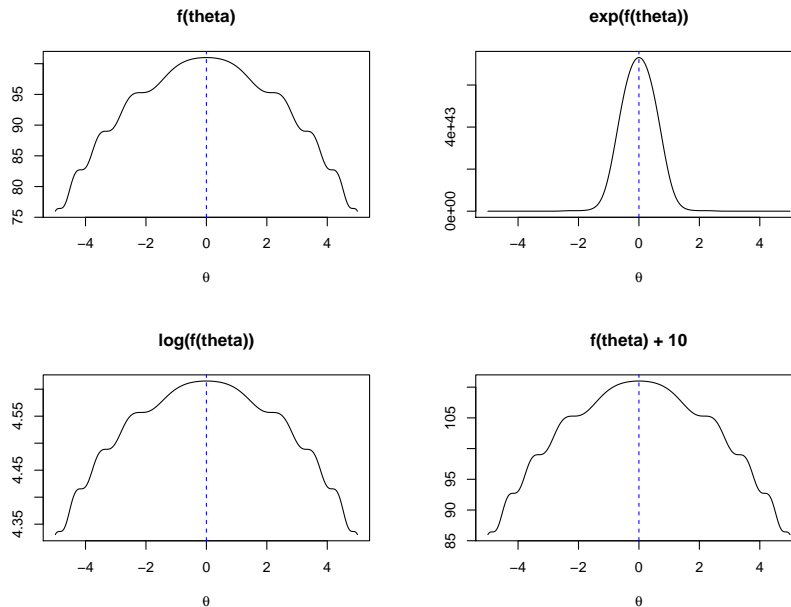 f(theta)
75 80 85 90 95
−4 −2 0 2 4
θ
exp(f(theta))
0e+00 4e+43
−4 −2 0 2 4
θ
log(f(theta))
4.35 4.45 4.55
−4 −2 0 2 4
θ
f(theta) + 10
85 90 95 105
−4 −2 0 2 4
θ